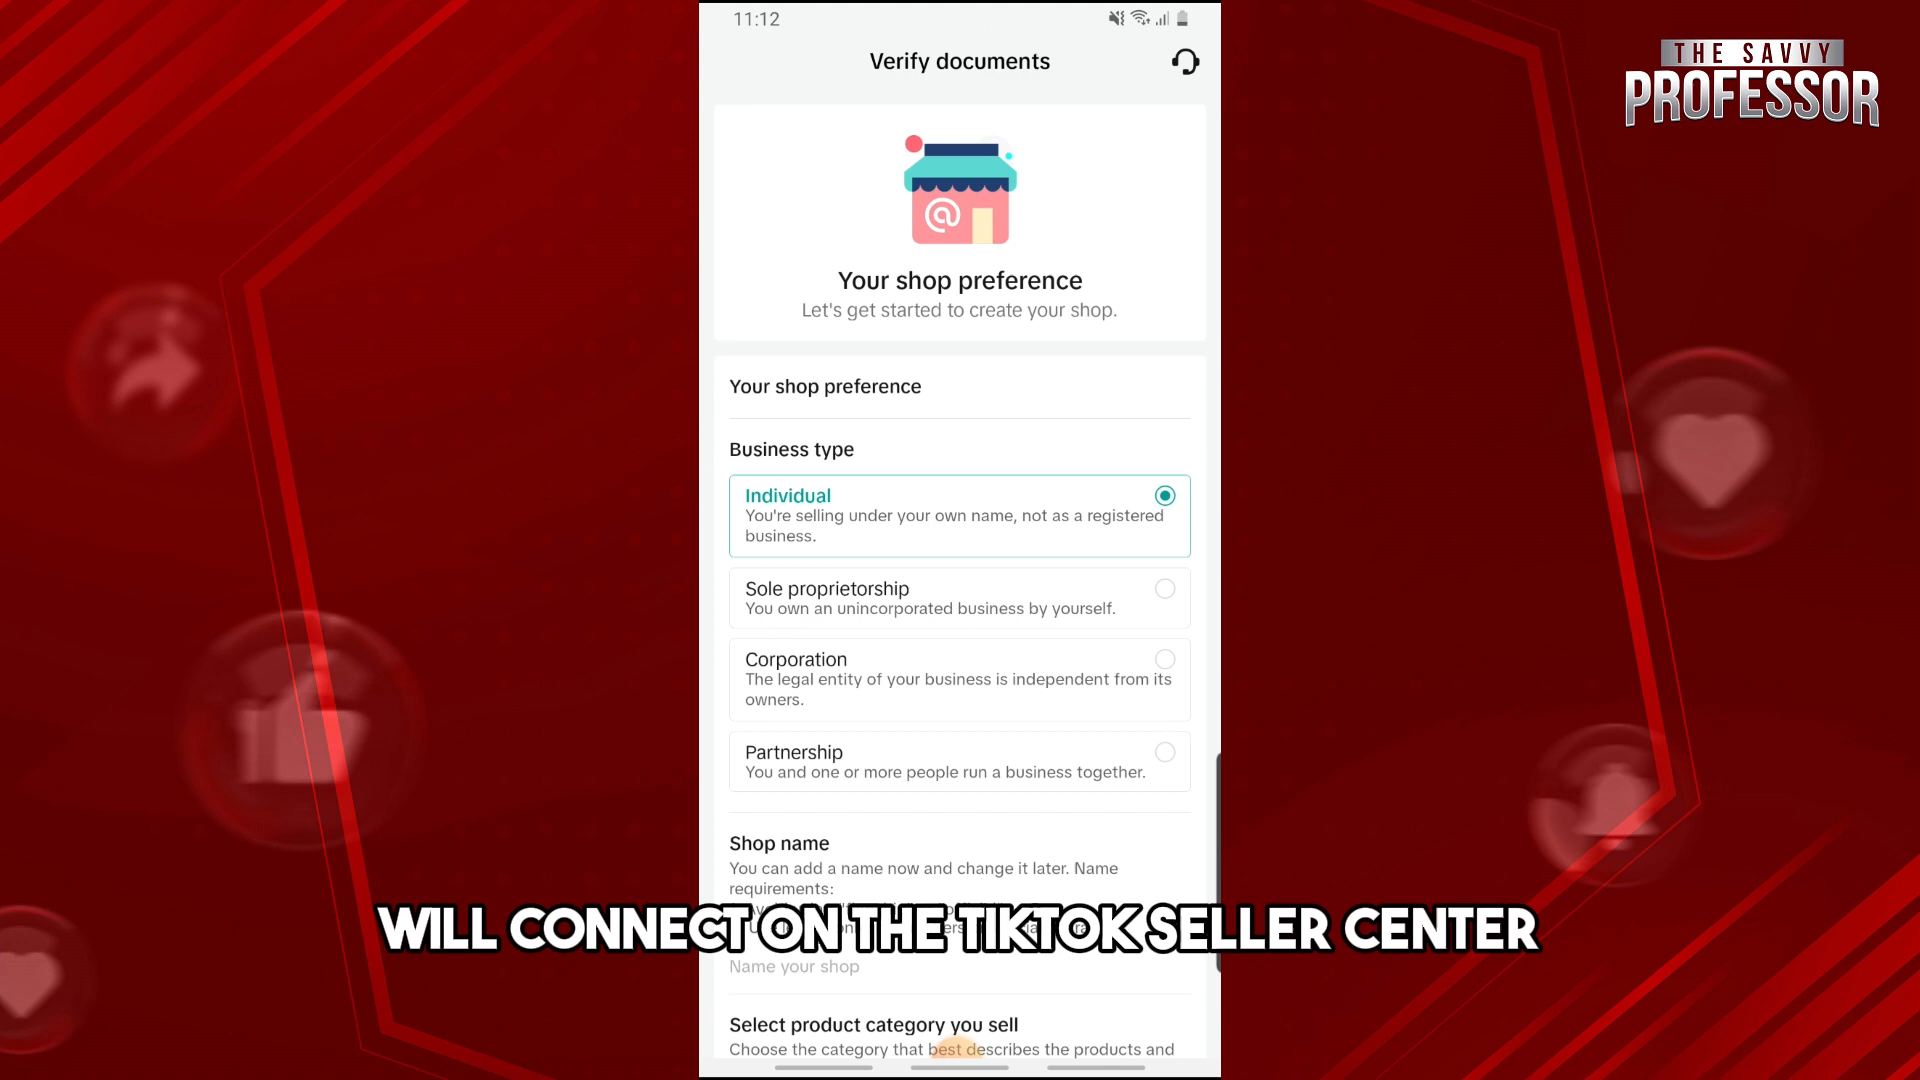 11:12
Verify documents
THE SAVVY
PROFESSOR
@
Your shop preference
Let's get started to create your shop.
Your shop preference
Business type
Individual
You're selling under your own name, not as a registered
business.
Sole proprietorship
You own an unincorporated business by yourself.
Corporation
The legal entity of your business is independent from its
owners.
Partnership
You and one or more people run a business together.
Shop name
You can add a name now and change it later. Name
requirements:
WILL CONNECT ON THE TIKTOK SELLER CENTER
Name your shop
Select product category you sell
Choose the category that best describes the products and